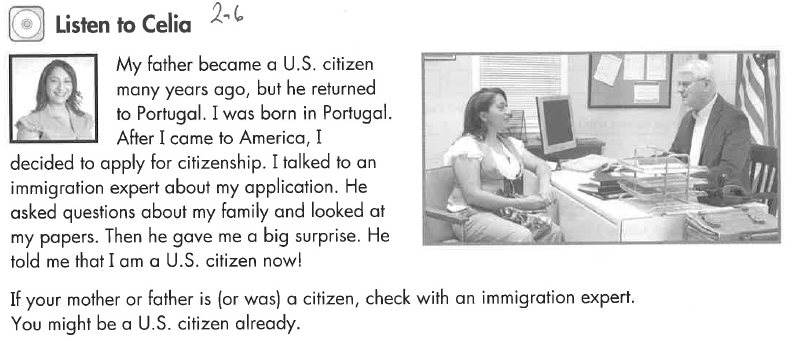 Listen to Celia 2-6
My father became a U.S. citizen
many years ago, but he returned
to Portugal. I was born in Portugal.
After I came to America, I
decided to apply for citizenship. I talked to an
immigration expert about my application. He
asked questions about my family and looked at
my papers. Then he gave me a big surprise. He
told me that I am a U.S. citizen now!
If your mother or father is (or was) a citizen, check with an immigration expert.
You might be a U.S. citizen already.